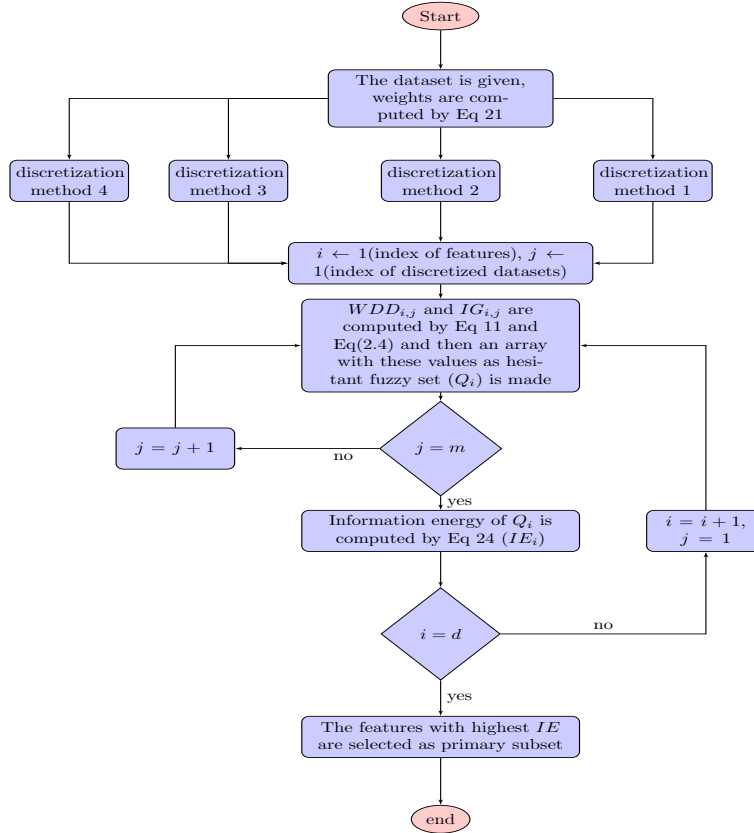 Start
The dataset is given,
weights are com-
puted by Eq 21
discretization
method 4
discretization
method 3
discretization
method 2
discretization
method 1
i ← 1(index of features), j ←
1(index of discretized datasets)
WDD_{i,j} and IG_{i,j} are
computed by Eq 11 and
Eq(2.4) and then an array
with these values as hesi-
tant fuzzy set (Q_i) is made
j = j + 1
no
j = m
yes
Information energy of Q_i is
computed by Eq 24 (IE_i)
i = i + 1,
j = 1
i = d
no
yes
The features with highest IE
are selected as primary subset
end